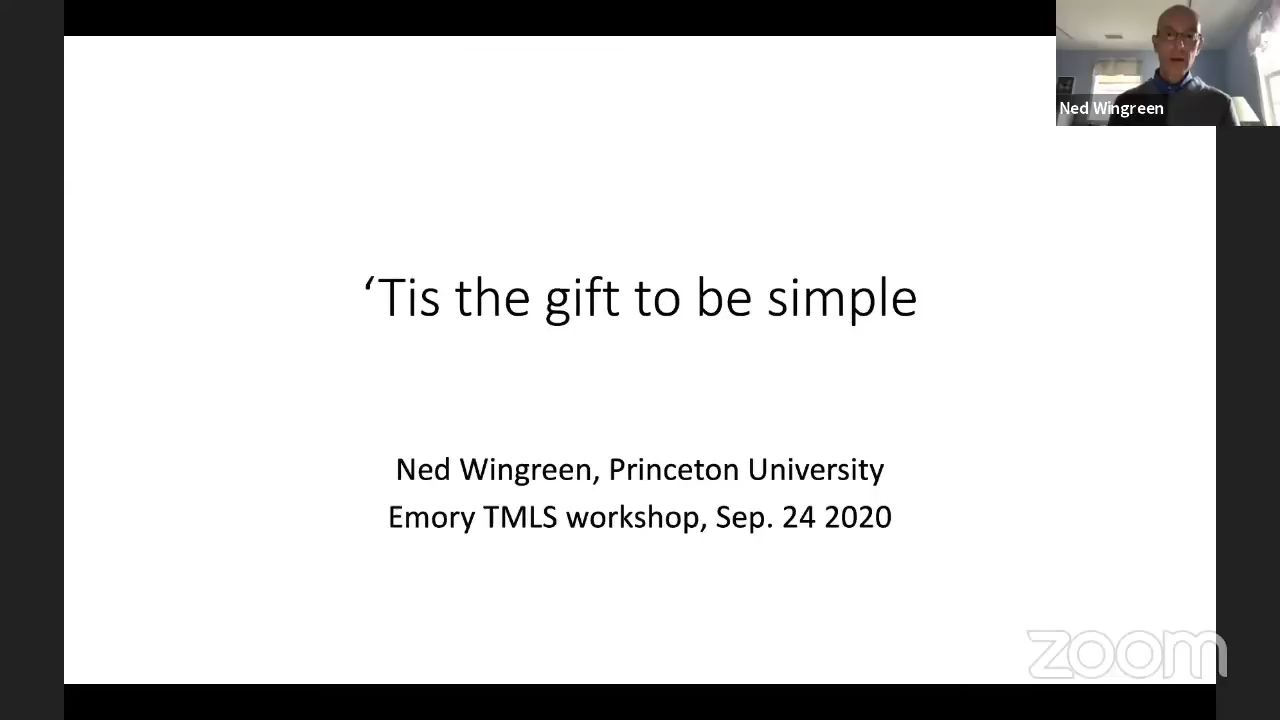 Ned Wingreen
‘Tis the gift to be simple
Ned Wingreen, Princeton University
Emory TMLS workshop, Sep. 24 2020
zoom